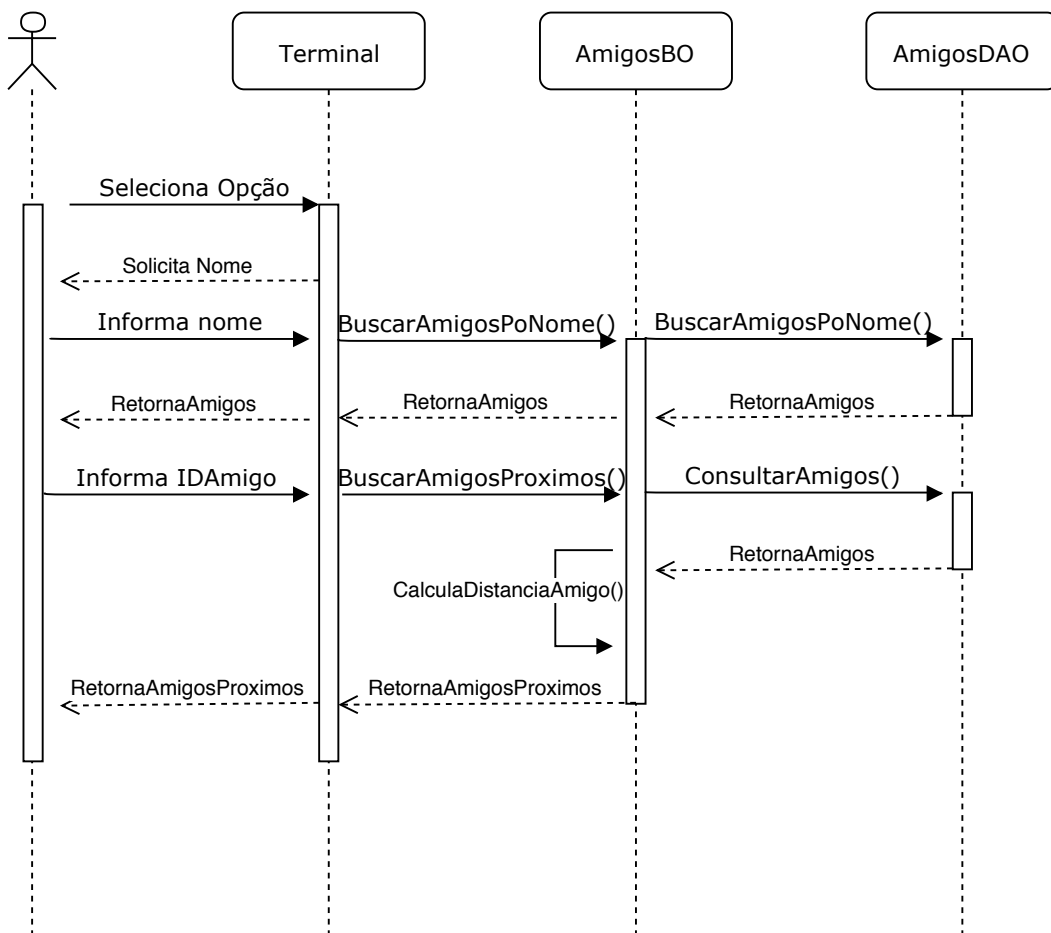 Terminal
AmigosBO
AmigosDAO
Seleciona Opção
Solicita Nome
Informa nome
BuscarAmigosPoNome()
BuscarAmigosPoNome()
RetornaAmigos
RetornaAmigos
RetornaAmigos
Informa IDAmigo
BuscarAmigosProximos()
ConsultarAmigos()
RetornaAmigos
CalculaDistanciaAmigo()
RetornaAmigosProximos
RetornaAmigosProximos